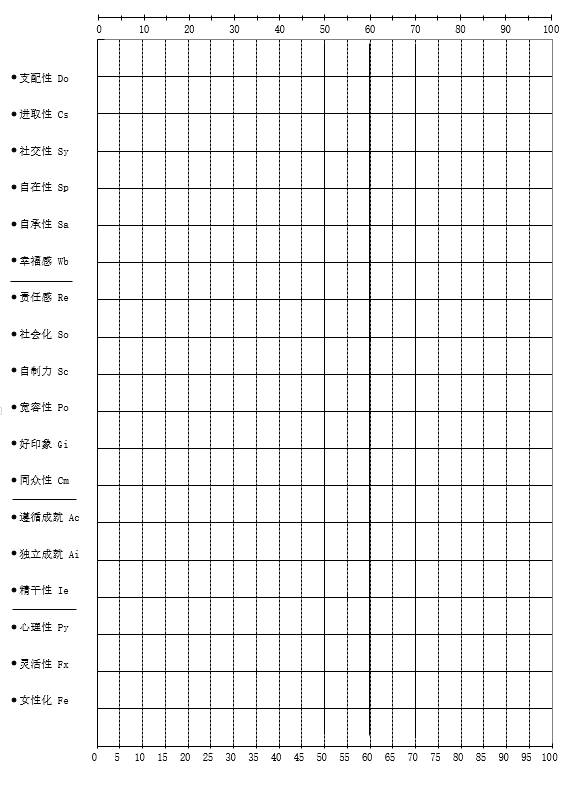 0 10 20 30 40 50 60 70 80 90 100
● 支配性 Do
● 进取性 Cs
● 社交性 Sy
● 自在性 Sp
● 自承性 Sa
● 幸福感 Wb
● 责任感 Re
● 社会化 So
● 自制力 Sc
● 宽容性 Po
● 好印象 Gi
● 同众性 Cm
● 遵循成就 Ac
● 独立成就 Ai
● 精干性 Ie
● 心理性 Py
● 灵活性 Fx
● 女性化 Fe
0 5 10 15 20 25 30 35 40 45 50 55 60 65 70 75 80 85 90 95 100